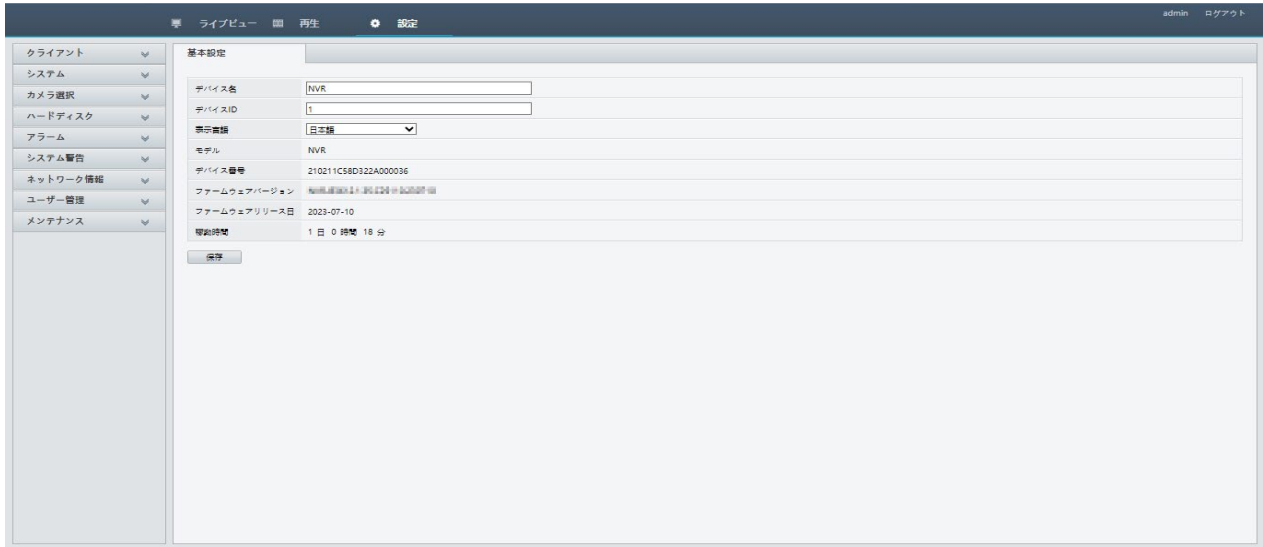 ライブビュー 再生 設定 admin ログアウト
クライアント
システム
カメラ選択
ハードディスク
アラーム
システム警告
ネットワーク情報
ユーザー管理
メンテナンス
基本設定
デバイス名 NVR
デバイスID 1
表示言語 日本語
モデル NVR
デバイス番号 210211C58D322A000036
ファームウェアバージョン
ファームウェアリリース日 2023-07-10
駆動時間 1 日 0 時間 18 分
保存